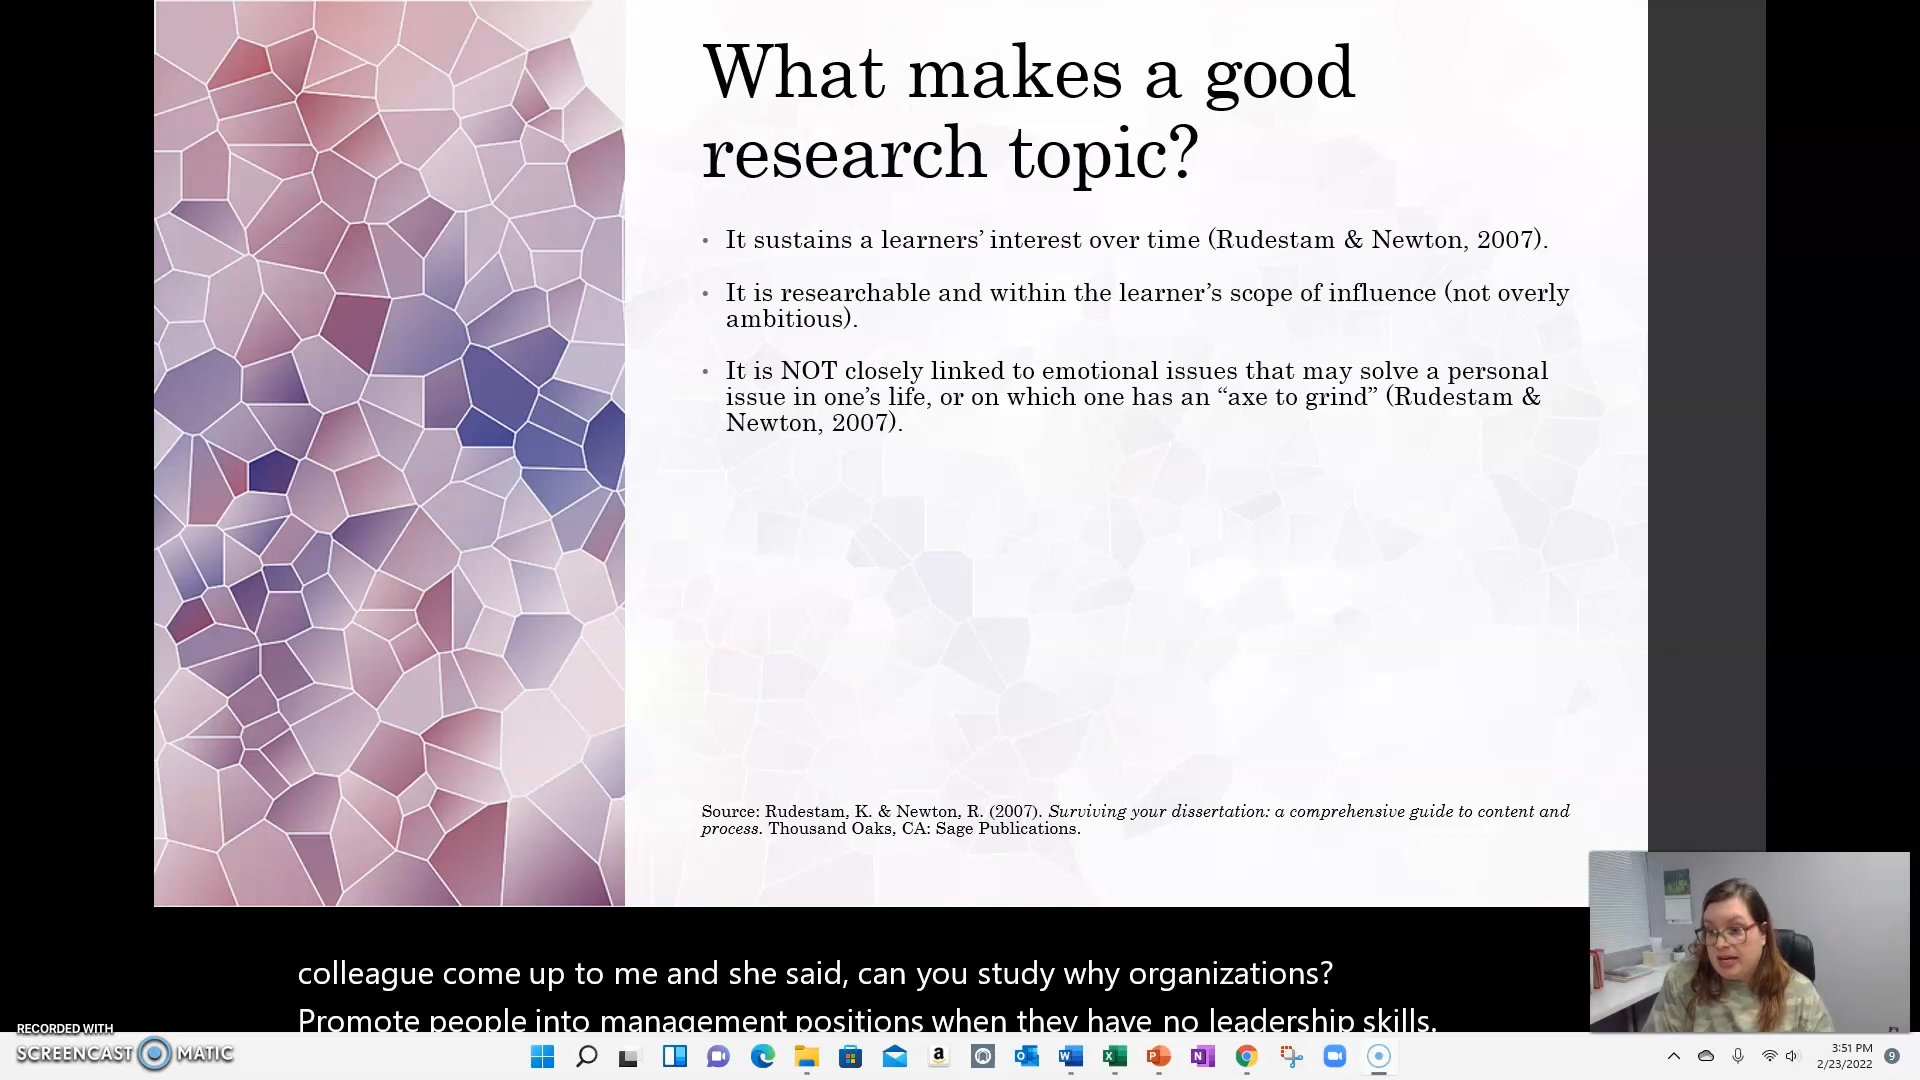 What makes a good
research topic?
• It sustains a learners’ interest over time (Rudestam & Newton, 2007).
• It is researchable and within the learner’s scope of influence (not overly
ambitious).
• It is NOT closely linked to emotional issues that may solve a personal
issue in one’s life, or on which one has an “axe to grind” (Rudestam &
Newton, 2007).
Source: Rudestam, K. & Newton, R. (2007). Surviving your dissertation: a comprehensive guide to content and
process. Thousand Oaks, CA: Sage Publications.
colleague come up to me and she said, can you study why organizations?
Promote people into management positions when they have no leadership skills.
RECORDED WITH
SCREENCAST MATIC
3:51 PM
2/23/2022
9